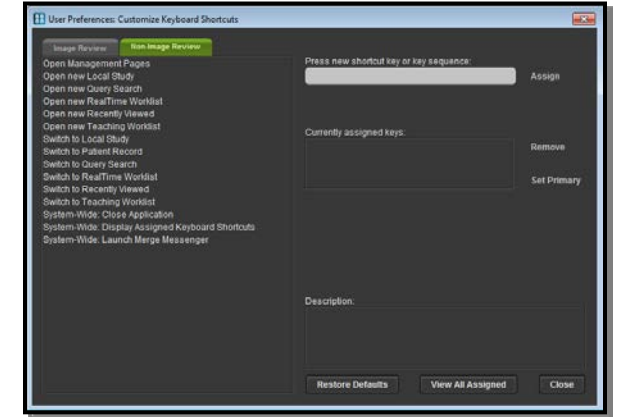 User Preferences: Customize Keyboard Shortcuts
Image Review
Non-Image Review
Open Management Pages
Open new Local Study
Open new Query Search
Open new RealTime Worklist
Open new Recently Viewed
Open new Teaching Worklist
Switch to Local Study
Switch to Patient Record
Switch to Query Search
Switch to RealTime Worklist
Switch to Recently Viewed
Switch to Teaching Worklist
System-Wide: Close Application
System-Wide: Display Assigned Keyboard Shortcuts
System-Wide: Launch Merge Messenger
Press new shortcut key or key sequence:
Assign
Currently assigned keys:
Remove
Set Primary
Description:
Restore Defaults
View All Assigned
Close